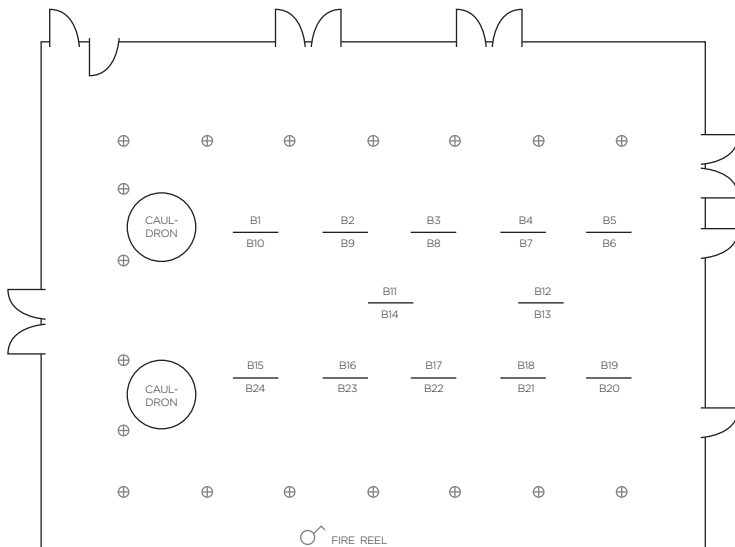 CAUL-
DRON
B1
B2
B3
B4
B5
B10
B9
B8
B7
B6
B11
B12
B14
B13
CAUL-
DRON
B15
B16
B17
B18
B19
B24
B23
B22
B21
B20
FIRE REEL